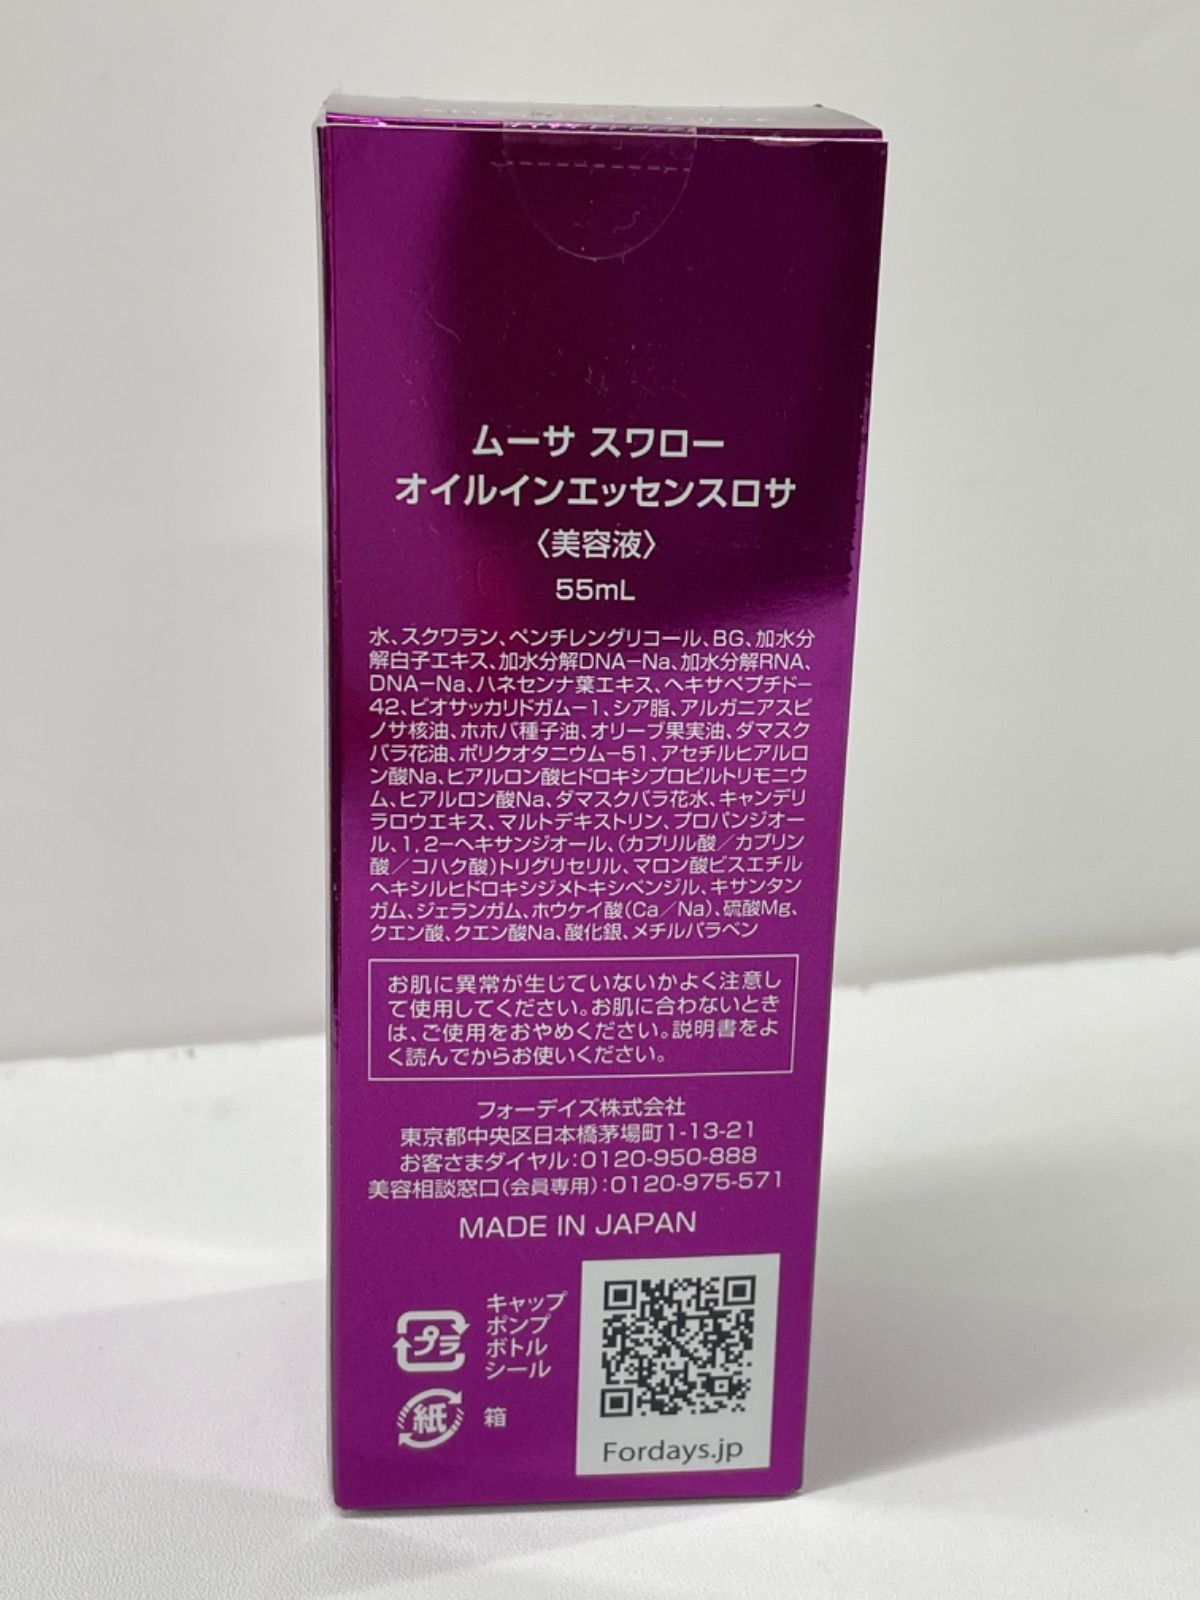 ムーサ スワロー
オイルインエッセンスロサ
〈美容液〉
55mL
水、スクワラン、ペンチレングリコール、BG、加水分
解白子エキス、加水分解DNA-Na、加水分解RNA、
DNA-Na、ハネセンナ葉エキス、ヘキサペプチド-
42、ビオサッカリドガム-1、シア脂、アルガニアスピ
ノサ核油、ホホバ種子油、オリーブ果実油、ダマスク
バラ花油、ポリクオタニウム-51、アセチルヒアルロ
ン酸Na、ヒアルロン酸ヒドロキシプロピルトリモニウ
ム、ヒアルロン酸Na、ダマスクバラ花水、キャンデリ
ラロウエキス、マルトデキストリン、プロパンジオー
ル、1,2-ヘキサンジオール、(カプリル酸/カプリン
酸/コハク酸)トリグリセリル、マロン酸ビスエチル
ヘキシルヒドロキシジメトキシベンジル、キサンタン
ガム、ジェランガム、ホウケイ酸(Ca/Na)、硫酸Mg、
クエン酸、クエン酸Na、酸化銀、メチルパラベン
お肌に異常が生じていないかよく注意し
て使用してください。お肌に合わないとき
は、ご使用をおやめください。説明書をよ
く読んでからお使いください。
フォーデイズ株式会社
東京都中央区日本橋茅場町1-13-21
お客さまダイヤル:0120-950-888
美容相談窓口(会員専用):0120-975-571
MADE IN JAPAN
プラ
キャップ
ポンプ
ボトル
シール
紙
箱
Fordays.jp